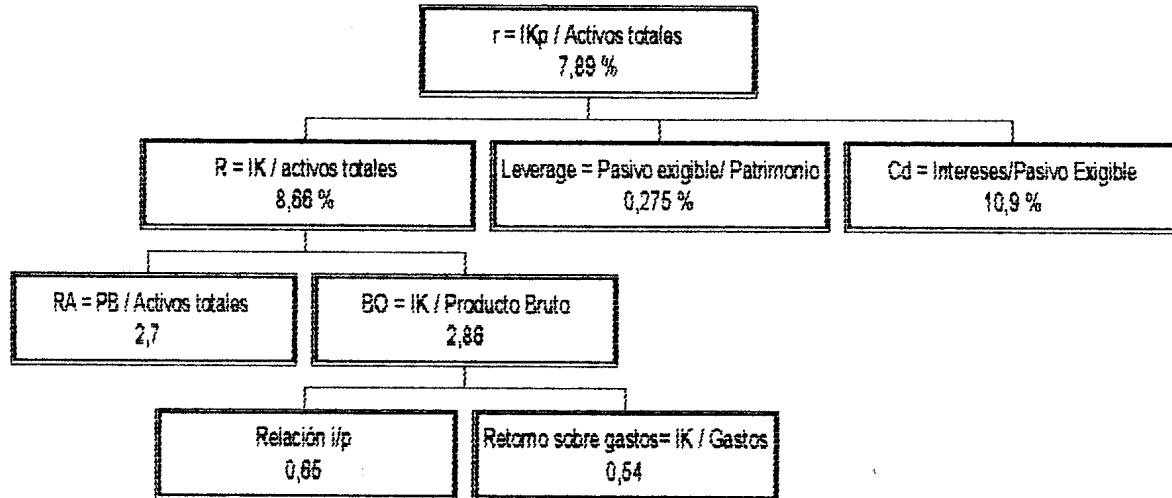 r = IKp / Activos totales
7,89 %
R = IK / activos totales
8,66 %
Leverage = Pasivo exigible/ Patrimonio
0,275 %
Cd = Intereses/Pasivo Exigible
10,9 %
RA = PB / Activos totales
2,7
BO = IK / Producto Bruto
2,86
Relación i/p
0,65
Retorno sobre gastos= IK / Gastos
0,54